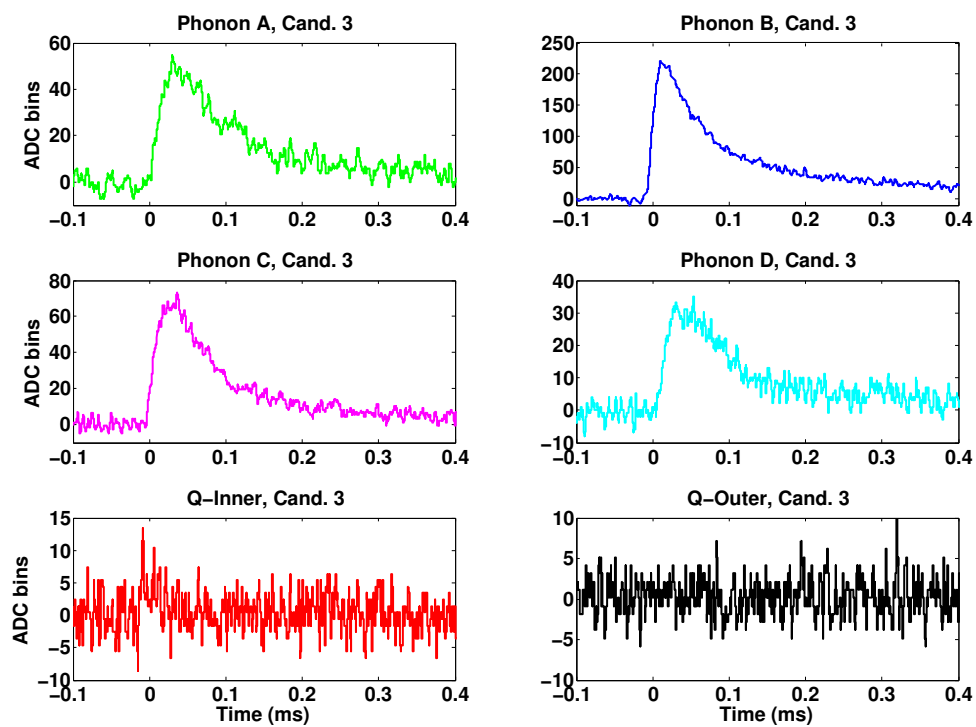 Phonon A, Cand. 3
ADC bins
60
40
20
0
−0.1 0 0.1 0.2 0.3 0.4
Phonon B, Cand. 3
250
200
150
100
50
0
−0.1 0 0.1 0.2 0.3 0.4
Phonon C, Cand. 3
ADC bins
80
60
40
20
0
−0.1 0 0.1 0.2 0.3 0.4
Phonon D, Cand. 3
40
30
20
10
0
−10
−0.1 0 0.1 0.2 0.3 0.4
Q−Inner, Cand. 3
ADC bins
15
10
5
0
−5
−10
−0.1 0 0.1 0.2 0.3 0.4
Time (ms)
Q−Outer, Cand. 3
10
5
0
−5
−10
−0.1 0 0.1 0.2 0.3 0.4
Time (ms)